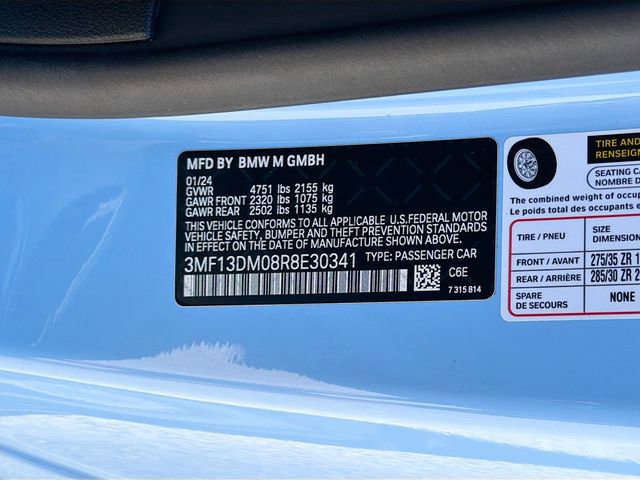 MFD BY BMW M GMBH
01/24
GVWR 4751 lbs 2155 kg
GAWR FRONT 2320 lbs 1075 kg
GAWR REAR 2502 lbs 1135 kg
THIS VEHICLE CONFORMS TO ALL APPLICABLE U.S.FEDERAL MOTOR
VEHICLE SAFETY, BUMPER AND THEFT PREVENTION STANDARDS
IN EFFECT ON THE DATE OF MANUFACTURE SHOWN ABOVE.
3MF13DM08R8E30341 TYPE: PASSENGER CAR
C6E
7 315 814
TIRE AND
RENSEIGN
SEATING CA
NOMBRE D
The combined weight of
Le poids total des occupants e
TIRE / PNEU SIZE
DIMENSION
FRONT / AVANT 275/35 ZR 1
REAR / ARRIÈRE 285/30 ZR 2
SPARE
DE SECOURS NONE